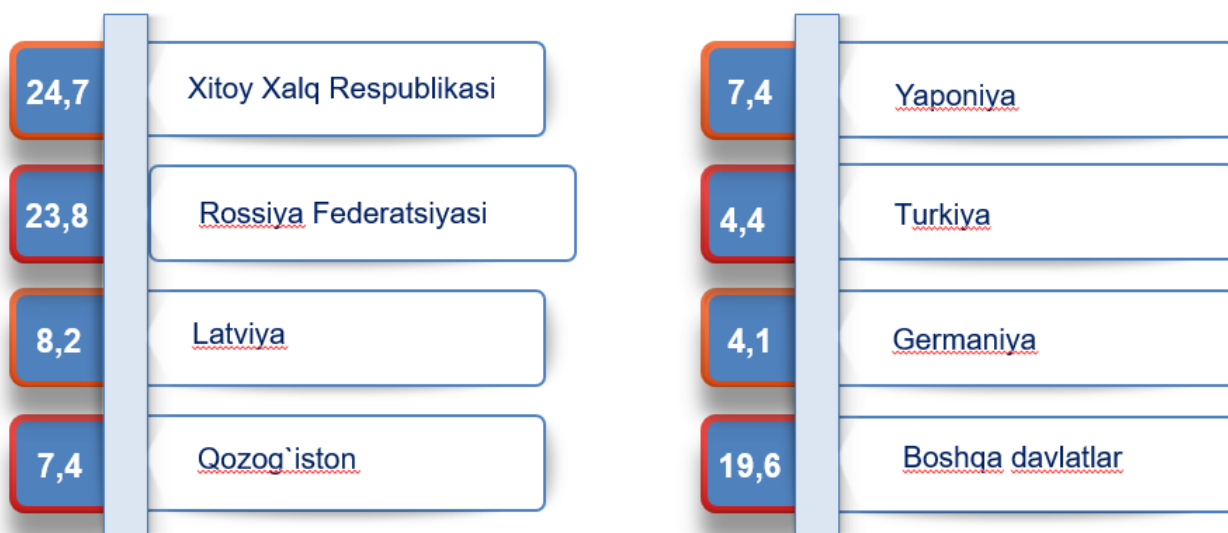 24,7 Xitoy Xalq Respublikasi
23,8 Rossiya Federatsiyasi
8,2 Latviya
7,4 Qozog`iston
7,4 Yaponiya
4,4 Turkiya
4,1 Germaniya
19,6 Boshqa davlatlar